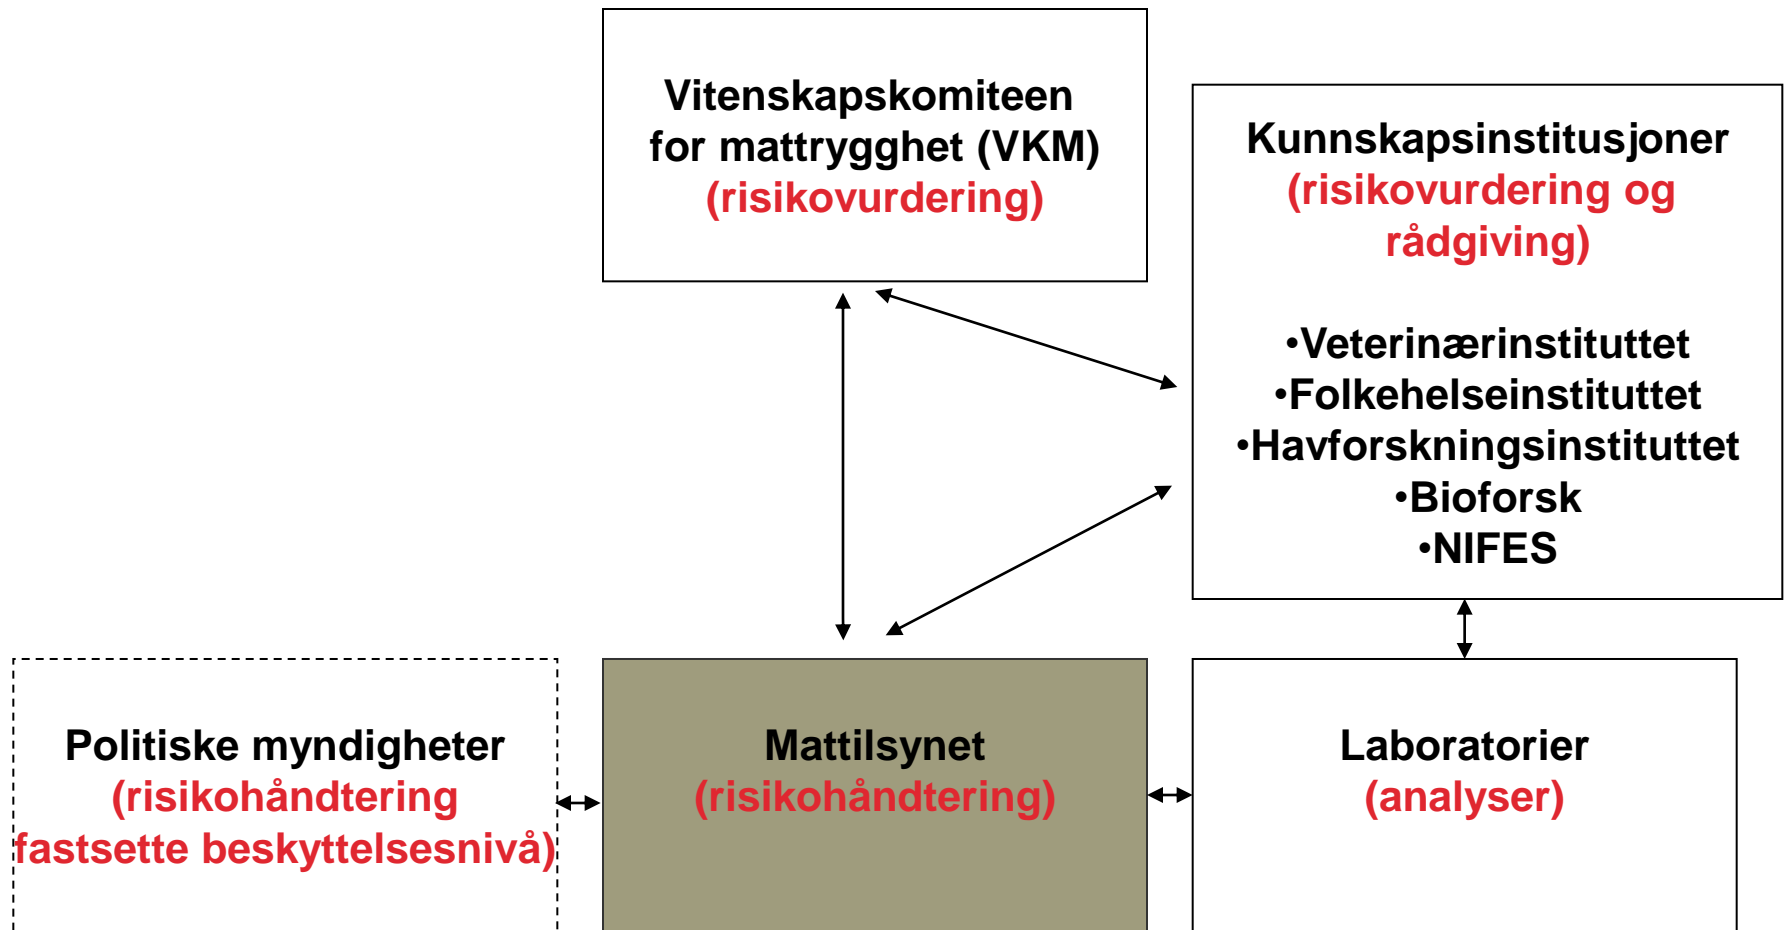 Vitenskapskomiteen
for mattrygghet (VKM)
(risikovurdering)
Kunnskapsinstitusjoner
(risikovurdering og
rådgiving)
•Veterinærinstituttet
•Folkehelseinstituttet
•Havforskningsinstituttet
•Bioforsk
•NIFES
Politiske myndigheter
(risikohåndtering
fastsette beskyttelsesnivå)
Mattilsynet
(risikohåndtering)
Laboratorier
(analyser)